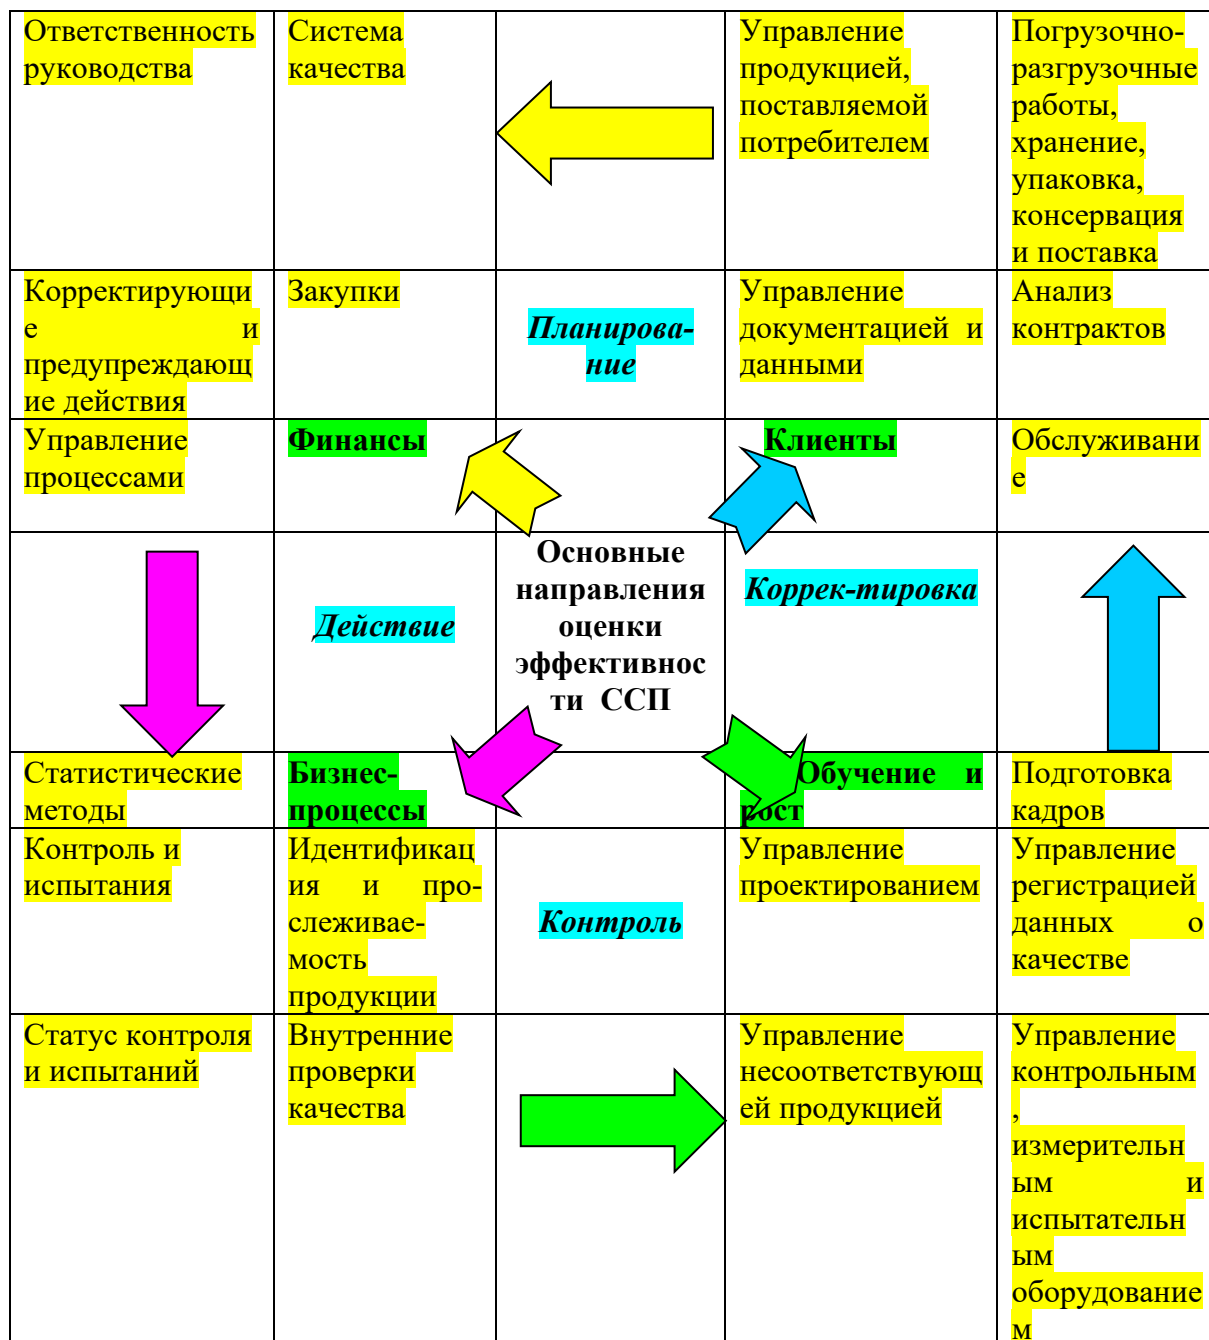 Ответственность
руководства
Система
качества
Управление
продукцией,
поставляемой
потребителем
Погрузочно-
разгрузочные
работы,
хранение,
упаковка,
консервация
и поставка
Корректирующи
е и
предупреждающ
ие действия
Закупки
Планирова-
ние
Управление
документацией и
данными
Анализ
контрактов
Управление
процессами
Финансы
Клиенты
Обслуживани
е
Действие
Основные
направления
оценки
эффективнос
ти ССП
Коррек-тировка
Статистические
методы
Бизнес-
процессы
Обучение и
рост
Подготовка
кадров
Контроль и
испытания
Идентификац
ия и про-
слеживае-
мость
продукции
Контроль
Управление
проектированием
Управление
регистрацией
данных о
качестве
Статус контроля
и испытаний
Внутренние
проверки
качества
Управление
несоответствующ
ей продукцией
Управление
контрольным
,
измерительн
ым и
испытательн
ым
оборудование
м